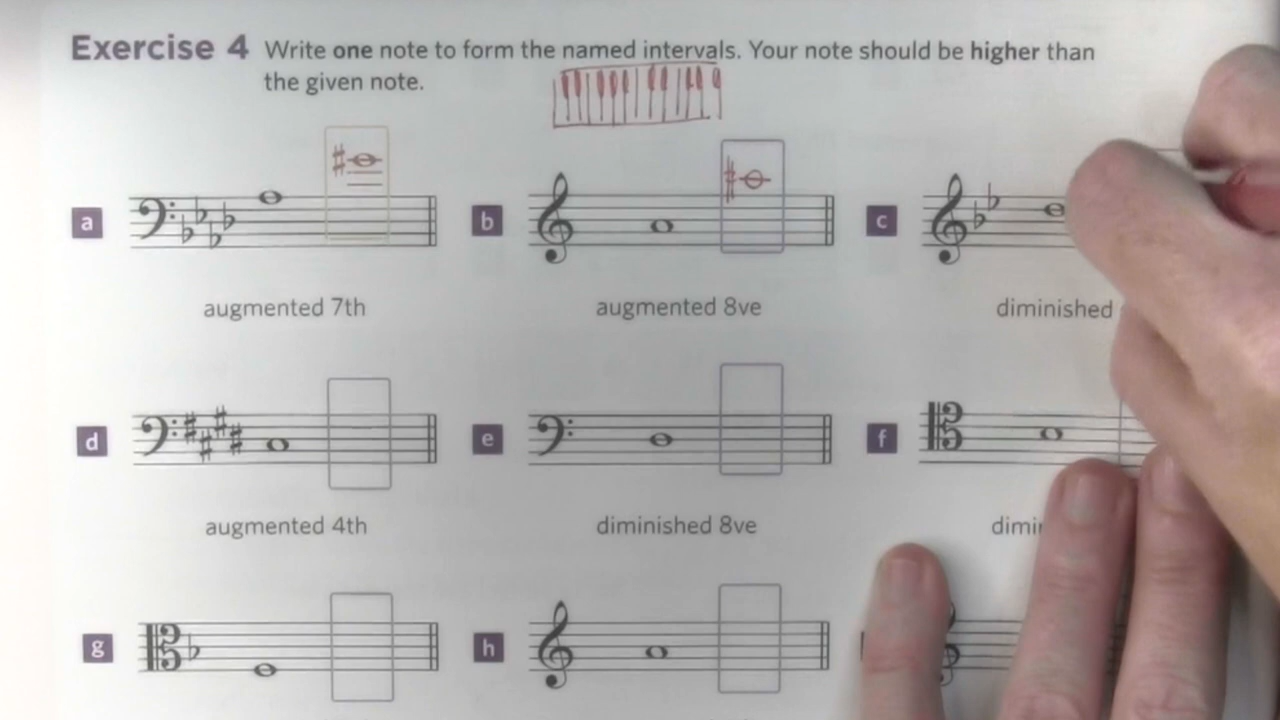 Exercise 4 Write one note to form the named intervals. Your note should be higher than
the given note.
a b c
augmented 7th augmented 8ve diminished
d e f
augmented 4th diminished 8ve
g h